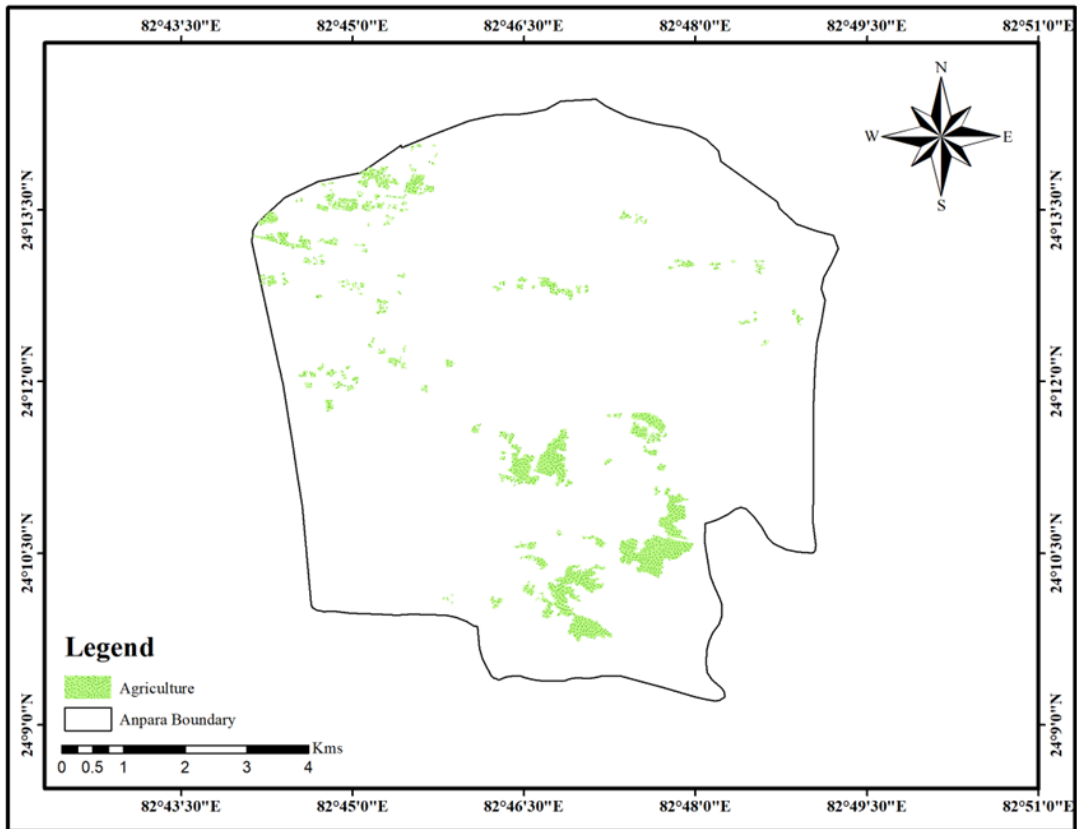 82°43'30"E 82°45'0"E 82°46'30"E 82°48'0"E 82°49'30"E 82°51'0"E
N
W E
S
24°13'30"N 24°13'30"N
24°12'0"N 24°12'0"N
24°10'30"N 24°10'30"N
24°9'0"N 24°9'0"N
Legend
Agriculture
Anpara Boundary
Kms
0 0.5 1 2 3 4
82°43'30"E 82°45'0"E 82°46'30"E 82°48'0"E 82°49'30"E 82°51'0"E